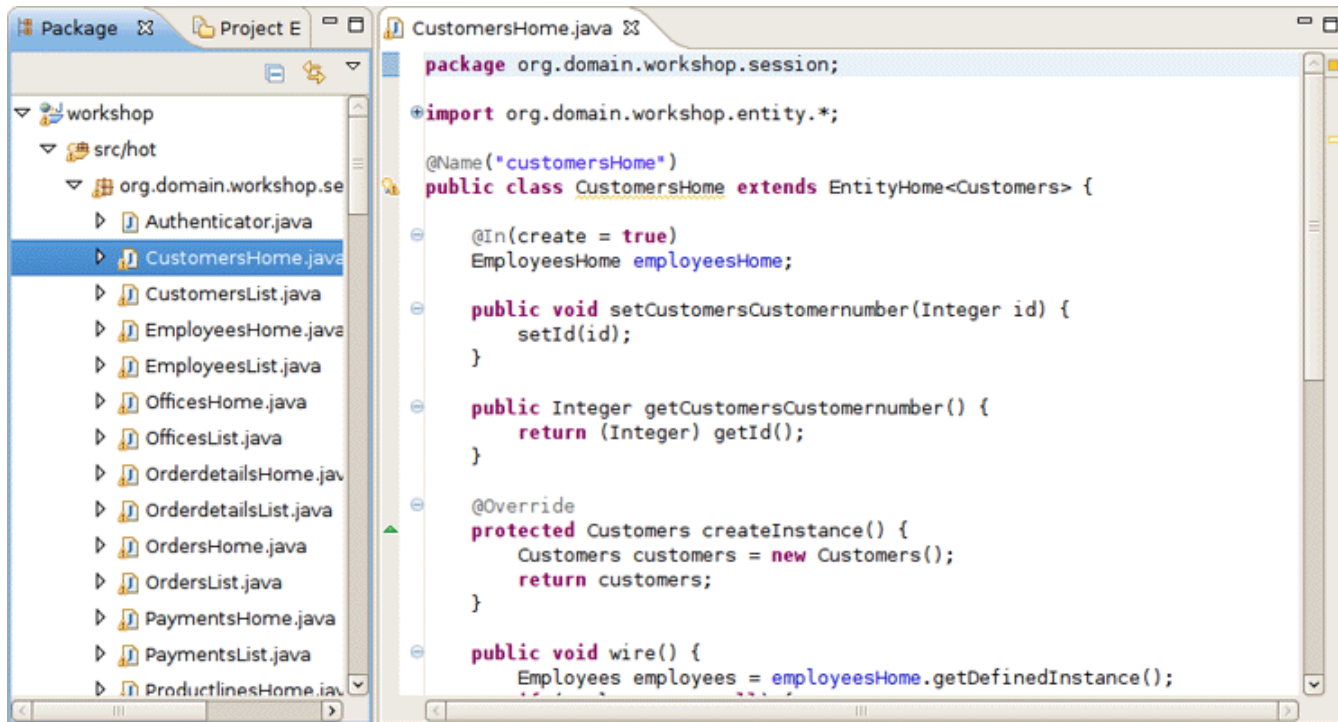 Package
Project E
workshop
src/hot
org.domain.workshop.se
Authenticator.java
CustomersHome.java
CustomersList.java
EmployeesHome.java
EmployeesList.java
OfficesHome.java
OfficesList.java
OrderdetailsHome.jav
OrderdetailsList.java
OrdersHome.java
OrdersList.java
PaymentsHome.java
PaymentsList.java
ProductlinesHome.jav
CustomersHome.java
package org.domain.workshop.session;
import org.domain.workshop.entity.*;
@Name("customersHome")
public class CustomersHome extends EntityHome<Customers> {
@In(create = true)
EmployeesHome employeesHome;
public void setCustomersCustomernumber(Integer id) {
setId(id);
}
public Integer getCustomersCustomernumber() {
return (Integer) getId();
}
@Override
protected Customers createInstance() {
Customers customers = new Customers();
return customers;
}
public void wire() {
Employees employees = employeesHome.getDefinedInstance();